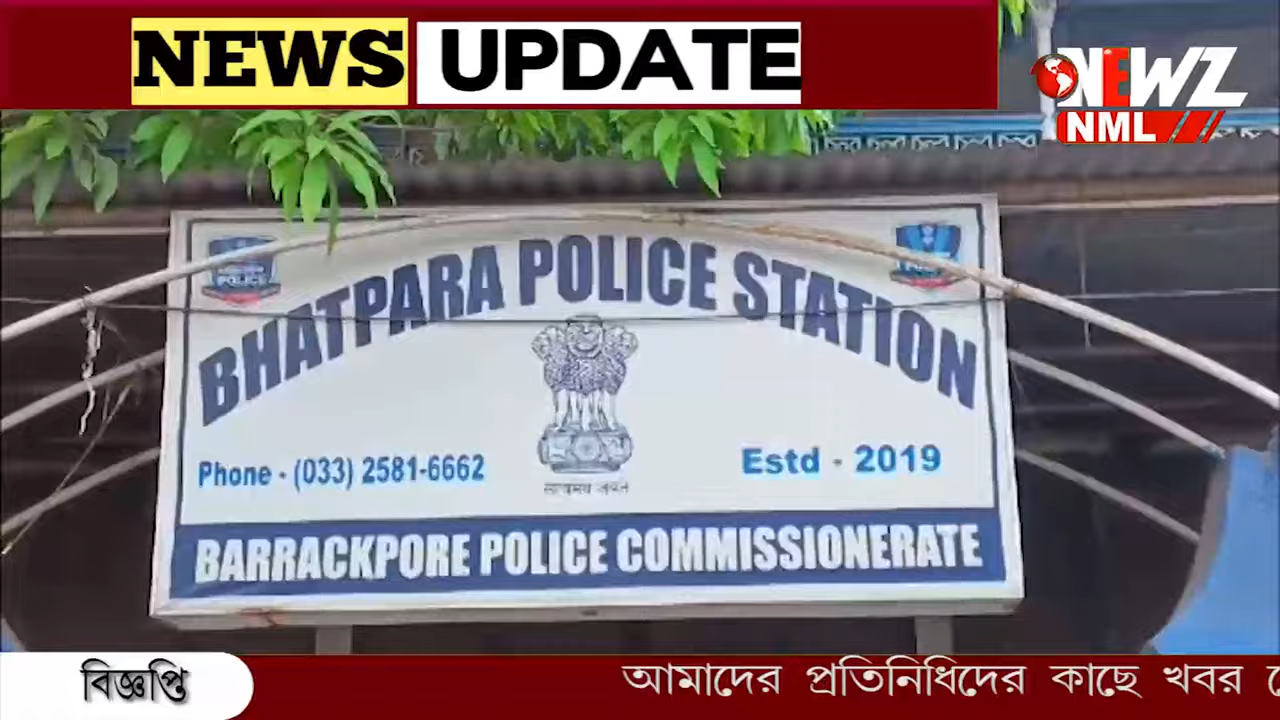 NEWS UPDATE
NEWZ
NML
POLICE
BHATPARA POLICE STATION
Phone - (033) 2581-6662
Estd - 2019
BARRACKPORE POLICE COMMISSIONERATE
বিজ্ঞপ্তি
আমাদের প্রতিনিধিদের কাছে খবর